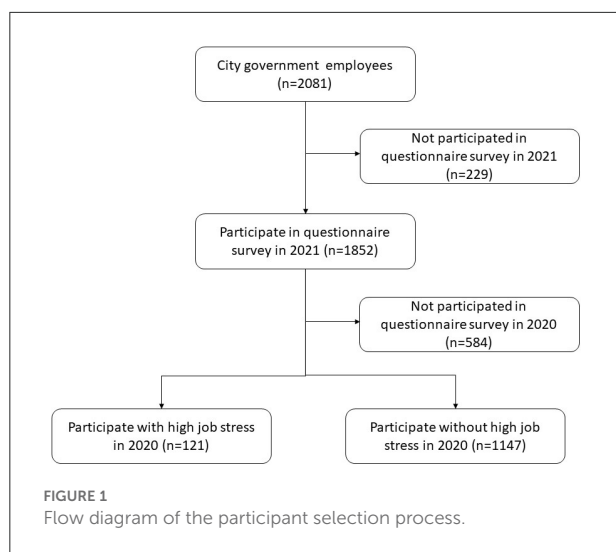 City government employees
(n=2081)
Not participated in
questionnaire survey in 2021
(n=229)
Participate in questionnaire
survey in 2021 (n=1852)
Not participated in
questionnaire survey in 2020
(n=584)
Participate with high job stress
in 2020 (n=121)
Participate without high job
stress in 2020 (n=1147)
FIGURE 1
Flow diagram of the participant selection process.